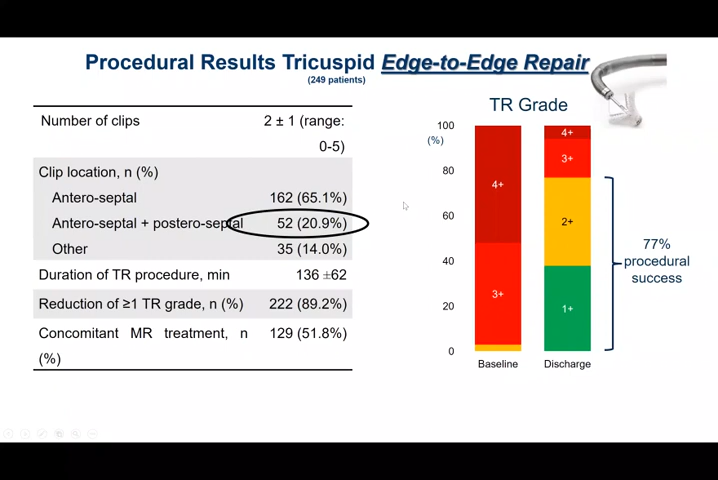 Procedural Results Tricuspid Edge-to-Edge Repair
(249 patients)
Number of clips 2 ± 1 (range:
0-5)
Clip location, n (%)
Antero-septal 162 (65.1%)
Antero-septal + postero-septal 52 (20.9%)
Other 35 (14.0%)
Duration of TR procedure, min 136 ±62
Reduction of ≥1 TR grade, n (%) 222 (89.2%)
Concomitant MR treatment, n 129 (51.8%)
(%)
TR Grade
100
(%)
80
60
40
20
0
4+
3+
4+
3+
2+
1+
Baseline
Discharge
77%
procedural
success